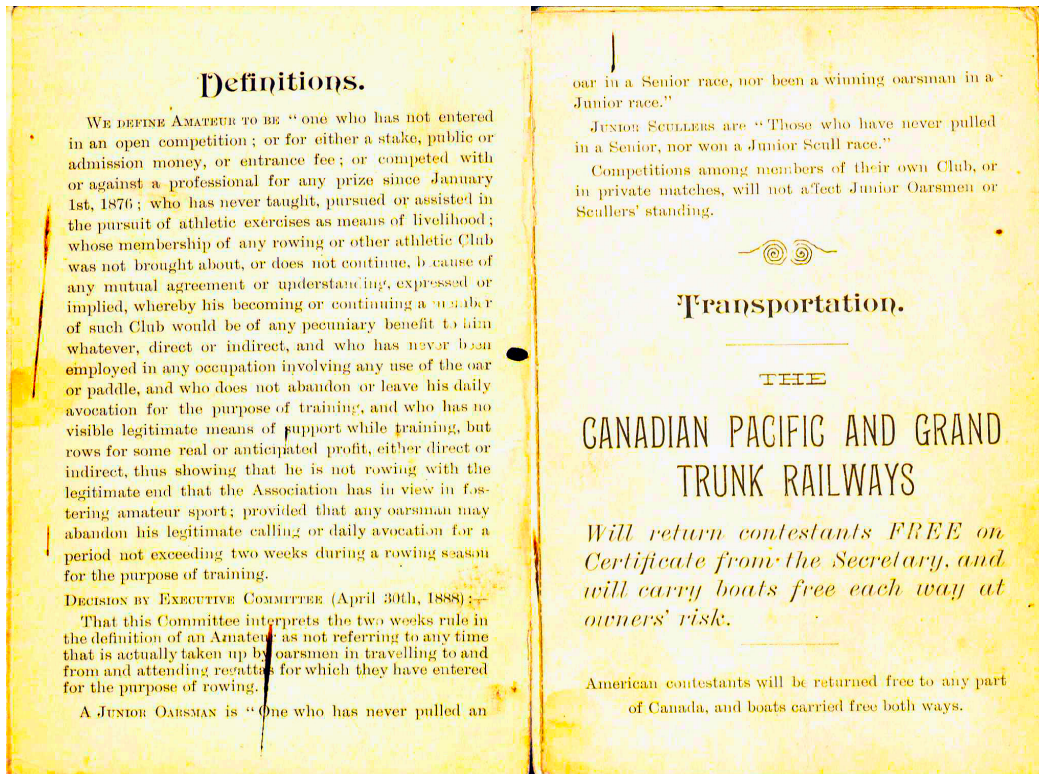 Definitions.
WE DEFINE AMATEUR TO BE “ one who has not entered
in an open competition ; or for either a stake, public or
admission money, or entrance fee ; or competed with
or against a professional for any prize since January
1st, 1876 ; who has never taught, pursued or assisted in
the pursuit of athletic exercises as means of livelihood ;
whose membership of any rowing or other athletic Club
was not brought about, or does not continue, because of
any mutual agreement or understanding, expressed or
implied, whereby his becoming or continuing a member
of such Club would be of any pecuniary benefit to him
whatever, direct or indirect, and who has never been
employed in any occupation involving any use of the oar
or paddle, and who does not abandon or leave his daily
avocation for the purpose of training, and who has no
visible legitimate means of support while training, but
rows for some real or anticipated profit, either direct or
indirect, thus showing that he is not rowing with the
legitimate end that the Association has in view in fos-
tering amateur sport ; provided that any oarsman may
abandon his legitimate calling or daily avocation for a
period not exceeding two weeks during a rowing season
for the purpose of training.
DECISION BY EXECUTIVE COMMITTEE (April 30th, 1888) :—
That this Committee interprets the two weeks rule in
the definition of an Amateur as not referring to any time
that is actually taken up by oarsmen in travelling to and
from and attending regattas for which they have entered
for the purpose of rowing.
A JUNIOR OARSMAN is “ One who has never pulled an
oar in a Senior race, nor been a winning oarsman in a
Junior race.”
JUNIOR SCULLERS are “ Those who have never pulled
in a Senior, nor won a Junior Scull race.”
Competitions among members of their own Club, or
in private matches, will not affect Junior Oarsmen or
Scullers’ standing.
Transportation.
THE
CANADIAN PACIFIC AND GRAND
TRUNK RAILWAYS
Will return contestants FREE on
Certificate from the Secretary, and
will carry boats free each way at
owners’ risk.
American contestants will be returned free to any part
of Canada, and boats carried free both ways.